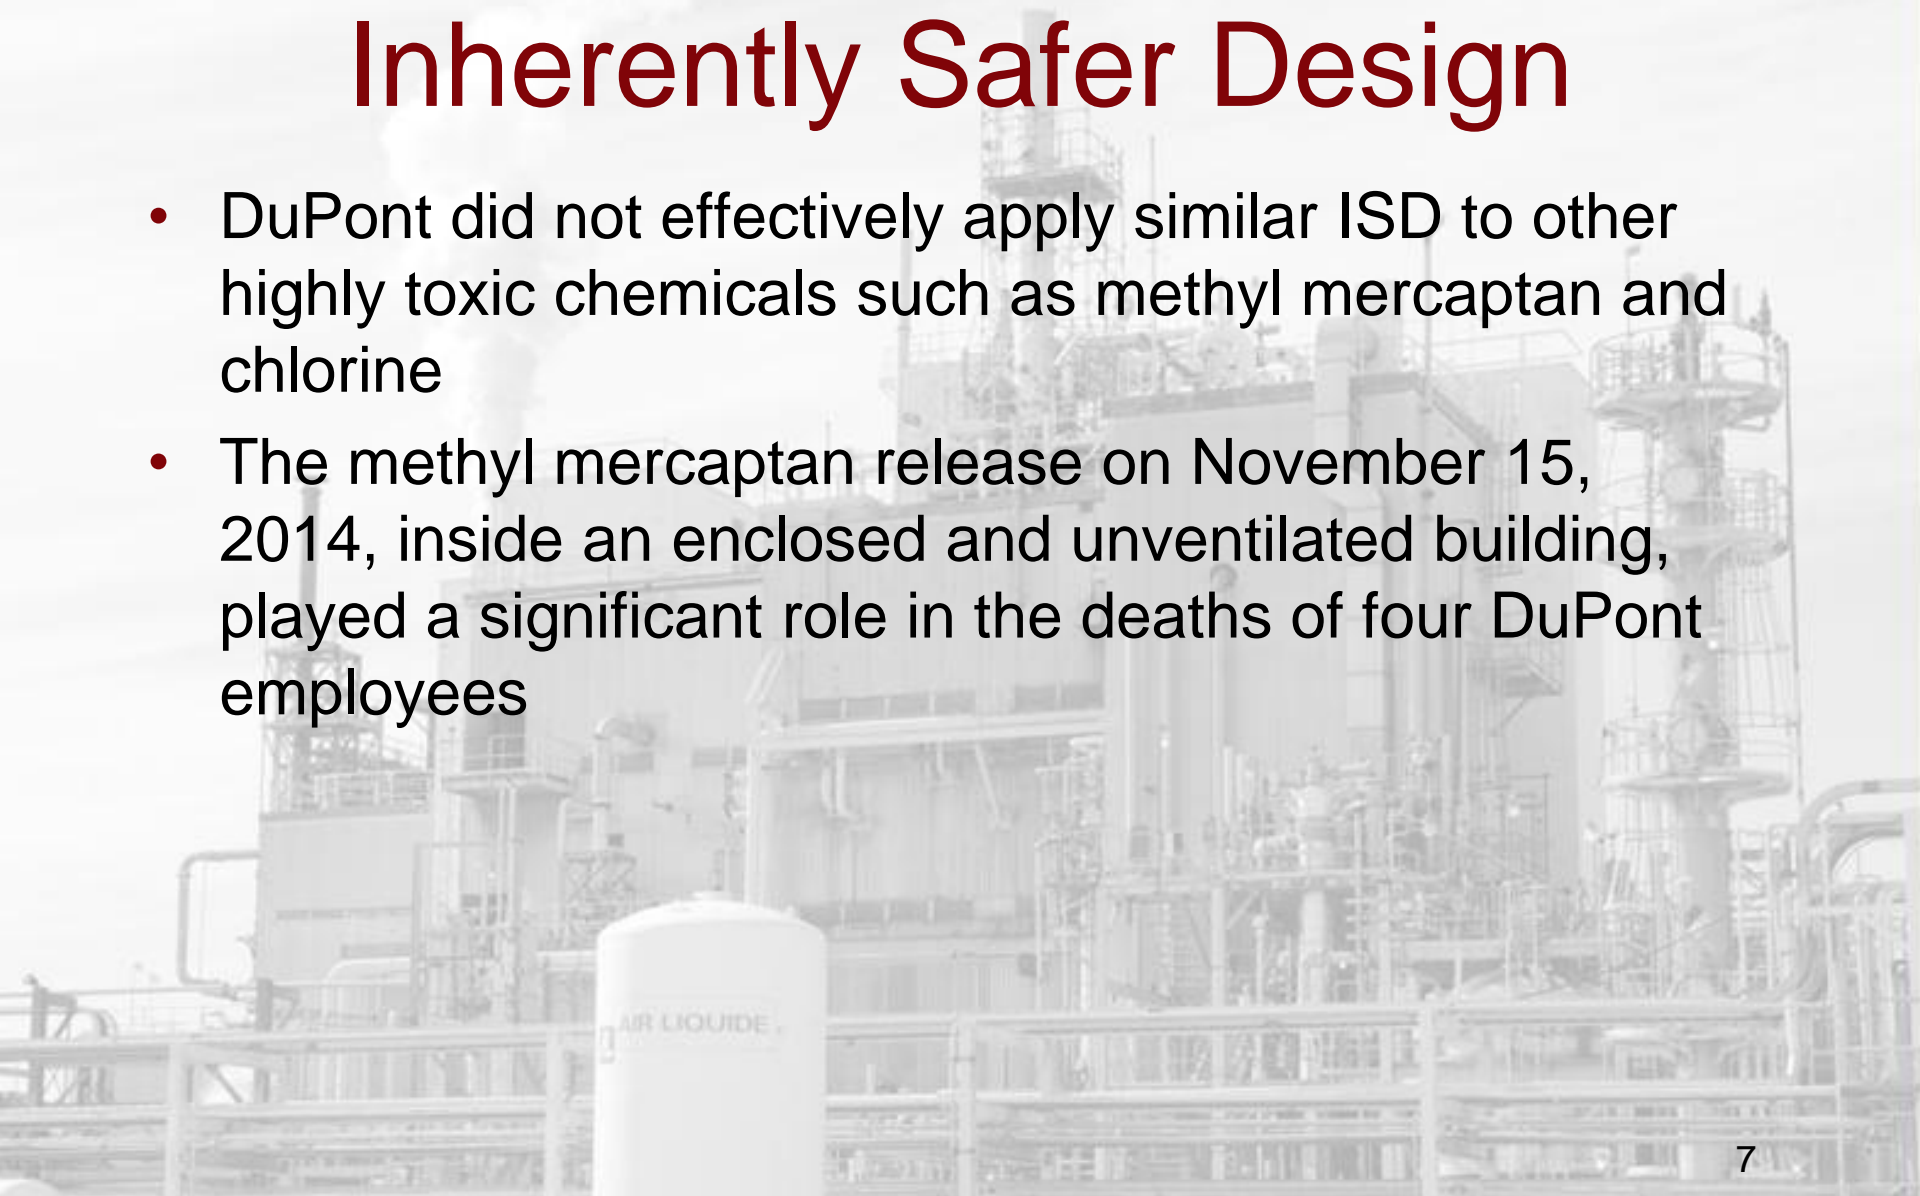 Inherently Safer Design
• DuPont did not effectively apply similar ISD to other
highly toxic chemicals such as methyl mercaptan and
chlorine
• The methyl mercaptan release on November 15,
2014, inside an enclosed and unventilated building,
played a significant role in the deaths of four DuPont
employees
AIR LIQUIDE
7